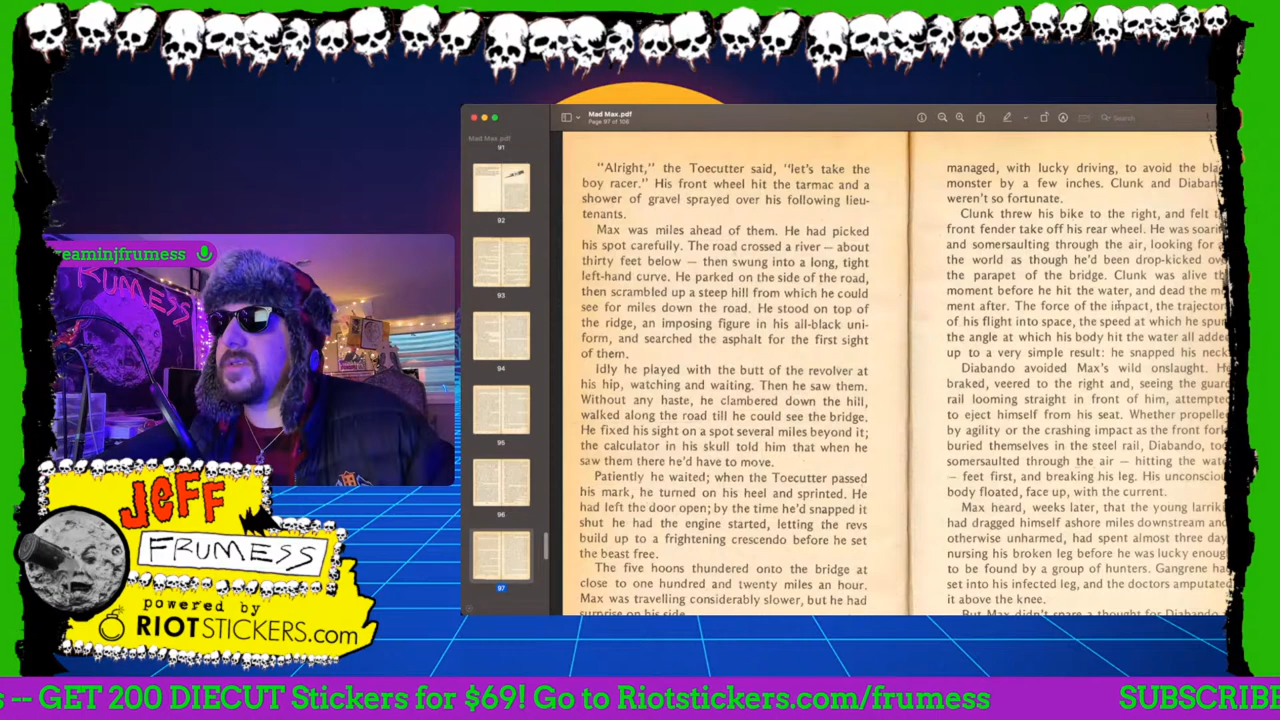 Mad Max.pdf
Page 97 of 108
Search
Mad Max.pdf
91
92
93
94
95
96
97
"Alright," the Toecutter said, "let's take the
boy racer." His front wheel hit the tarmac and a
shower of gravel sprayed over his following lieu-
tenants.
Max was miles ahead of them. He had picked
his spot carefully. The road crossed a river — about
thirty feet below — then swung into a long, tight
left-hand curve. He parked on the side of the road,
then scrambled up a steep hill from which he could
see for miles down the road. He stood on top of
the ridge, an imposing figure in his all-black uni-
form, and searched the asphalt for the first sight
of them.
Idly he played with the butt of the revolver at
his hip, watching and waiting. Then he saw them.
Without any haste, he clambered down the hill,
walked along the road till he could see the bridge.
He fixed his sight on a spot several miles beyond it;
the calculator in his skull told him that when he
saw them there he'd have to move.
Patiently he waited; when the Toecutter passed
his mark, he turned on his heel and sprinted. He
had left the door open; by the time he'd snapped it
shut he had the engine started, letting the revs
build up to a frightening crescendo before he set
the beast free.
The five hoons thundered onto the bridge at
close to one hundred and twenty miles an hour.
Max was travelling considerably slower, but he had
surprise on his side.
managed, with lucky driving, to avoid the
monster by a few inches. Clunk and
weren't so fortunate.
Clunk threw his bike to the right, and felt
front fender take off his rear wheel. He was
and somersaulting through the air, looking for
the world as though he'd been drop-kicked
the parapet of the bridge. Clunk was alive
moment before he hit the water, and dead the
ment after. The force of the impact, the
of his flight into space, the speed at which he
the angle at which his body hit the water all
up to a very simple result: he snapped his
Diabando avoided Max's wild onslaught.
braked, veered to the right and, seeing the
rail looming straight in front of him,
to eject himself from his seat. Whether
by agility or the crashing impact as the front
buried themselves in the steel rail, Diabando,
somersaulted through the air — hitting the
— feet first, and breaking his leg. His
body floated, face up, with the current.
Max heard, weeks later, that the young
had dragged himself ashore miles downstream and
otherwise unharmed, had spent almost three
nursing his broken leg before he was lucky
to be found by a group of hunters. Gangrene
set into his infected leg, and the doctors amputated
it above the knee.
But Max didn't spare a thought for Diabando
eaminjfrumess
FRUMESS
JEFF
FRUMESS
powered by
RIOTSTICKERS.com
s -- GET 200 DIECUT Stickers for $69! Go to Riotstickers.com/frumess
SUBSCRIBE